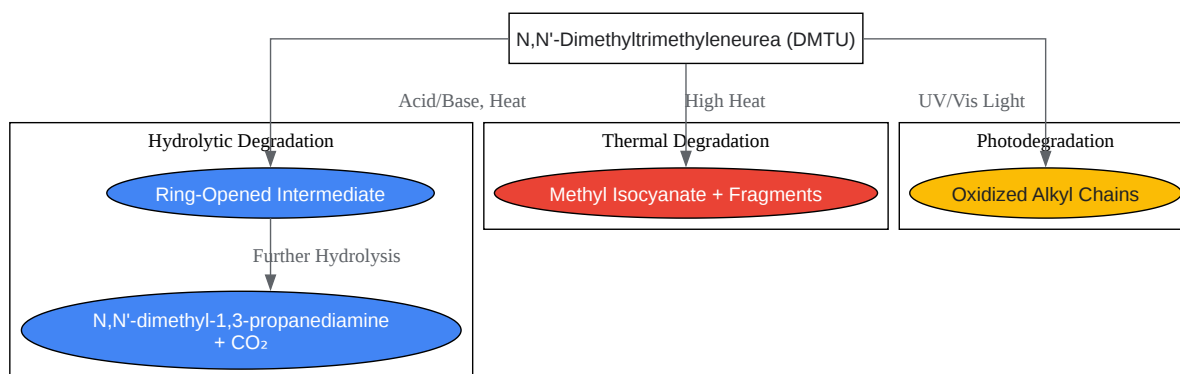 N,N'-Dimethyltrimethyleneurea (DMTU)
Acid/Base, Heat
High Heat
UV/Vis Light
Hydrolytic Degradation
Thermal Degradation
Photodegradation
Ring-Opened Intermediate
Methyl Isocyanate + Fragments
Oxidized Alkyl Chains
Further Hydrolysis
N,N'-dimethyl-1,3-propanediamine
+ CO₂